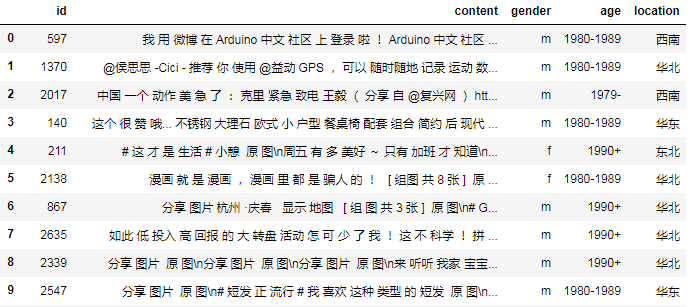 id content gender age location
0 597 我 用 微博 在 Arduino 中文 社区 上 登录 啦 ！ Arduino 中文 社区 ... m 1980-1989 西南
1 1370 @侯思思 -Cici - 推荐 你 使用 @益动 GPS ， 可以 随时随地 记录 运动 数... m 1980-1989 华北
2 2017 中国 一个 动作 美 急 了 ： 克里 紧急 致电 王毅 （ 分享 自 @复兴网 ） htt... m 1979- 西南
3 140 这个 很 赞 哦... 不锈钢 大理石 欧式 小 户型 餐桌椅 配套 组合 简约 后 现代 ... m 1980-1989 华东
4 211 # 这 才 是 生活 # 小憩 原 图\n周五 有 多 美好 ～ 只有 加班 才 知道\n... f 1990+ 东北
5 2138 漫画 就 是 漫画 ， 漫画 里 都 是 骗人 的 ！ [ 组图 共 8 张 ] 原 ... f 1980-1989 华北
6 867 分享 图片 杭州 ·庆春 显示 地图 [ 组 图 共 3 张 ] 原 图\n# G... m 1990+ 华北
7 2635 如此 低 投入 高 回报 的 大 转盘 活动 怎 可 少 了 我 ！ 这 不 科学 ！ 拼 ... m 1990+ 华北
8 2339 分享 图片 原 图\n分享 图片 原 图\n分享 图片 原 图\n来 听听 我家 宝宝... m 1990+ 华北
9 2547 分享 图片 原 图\n# 短发 正 流行 # 我 喜欢 这种 类型 的 短发 原 图\n... m 1980-1989 华东